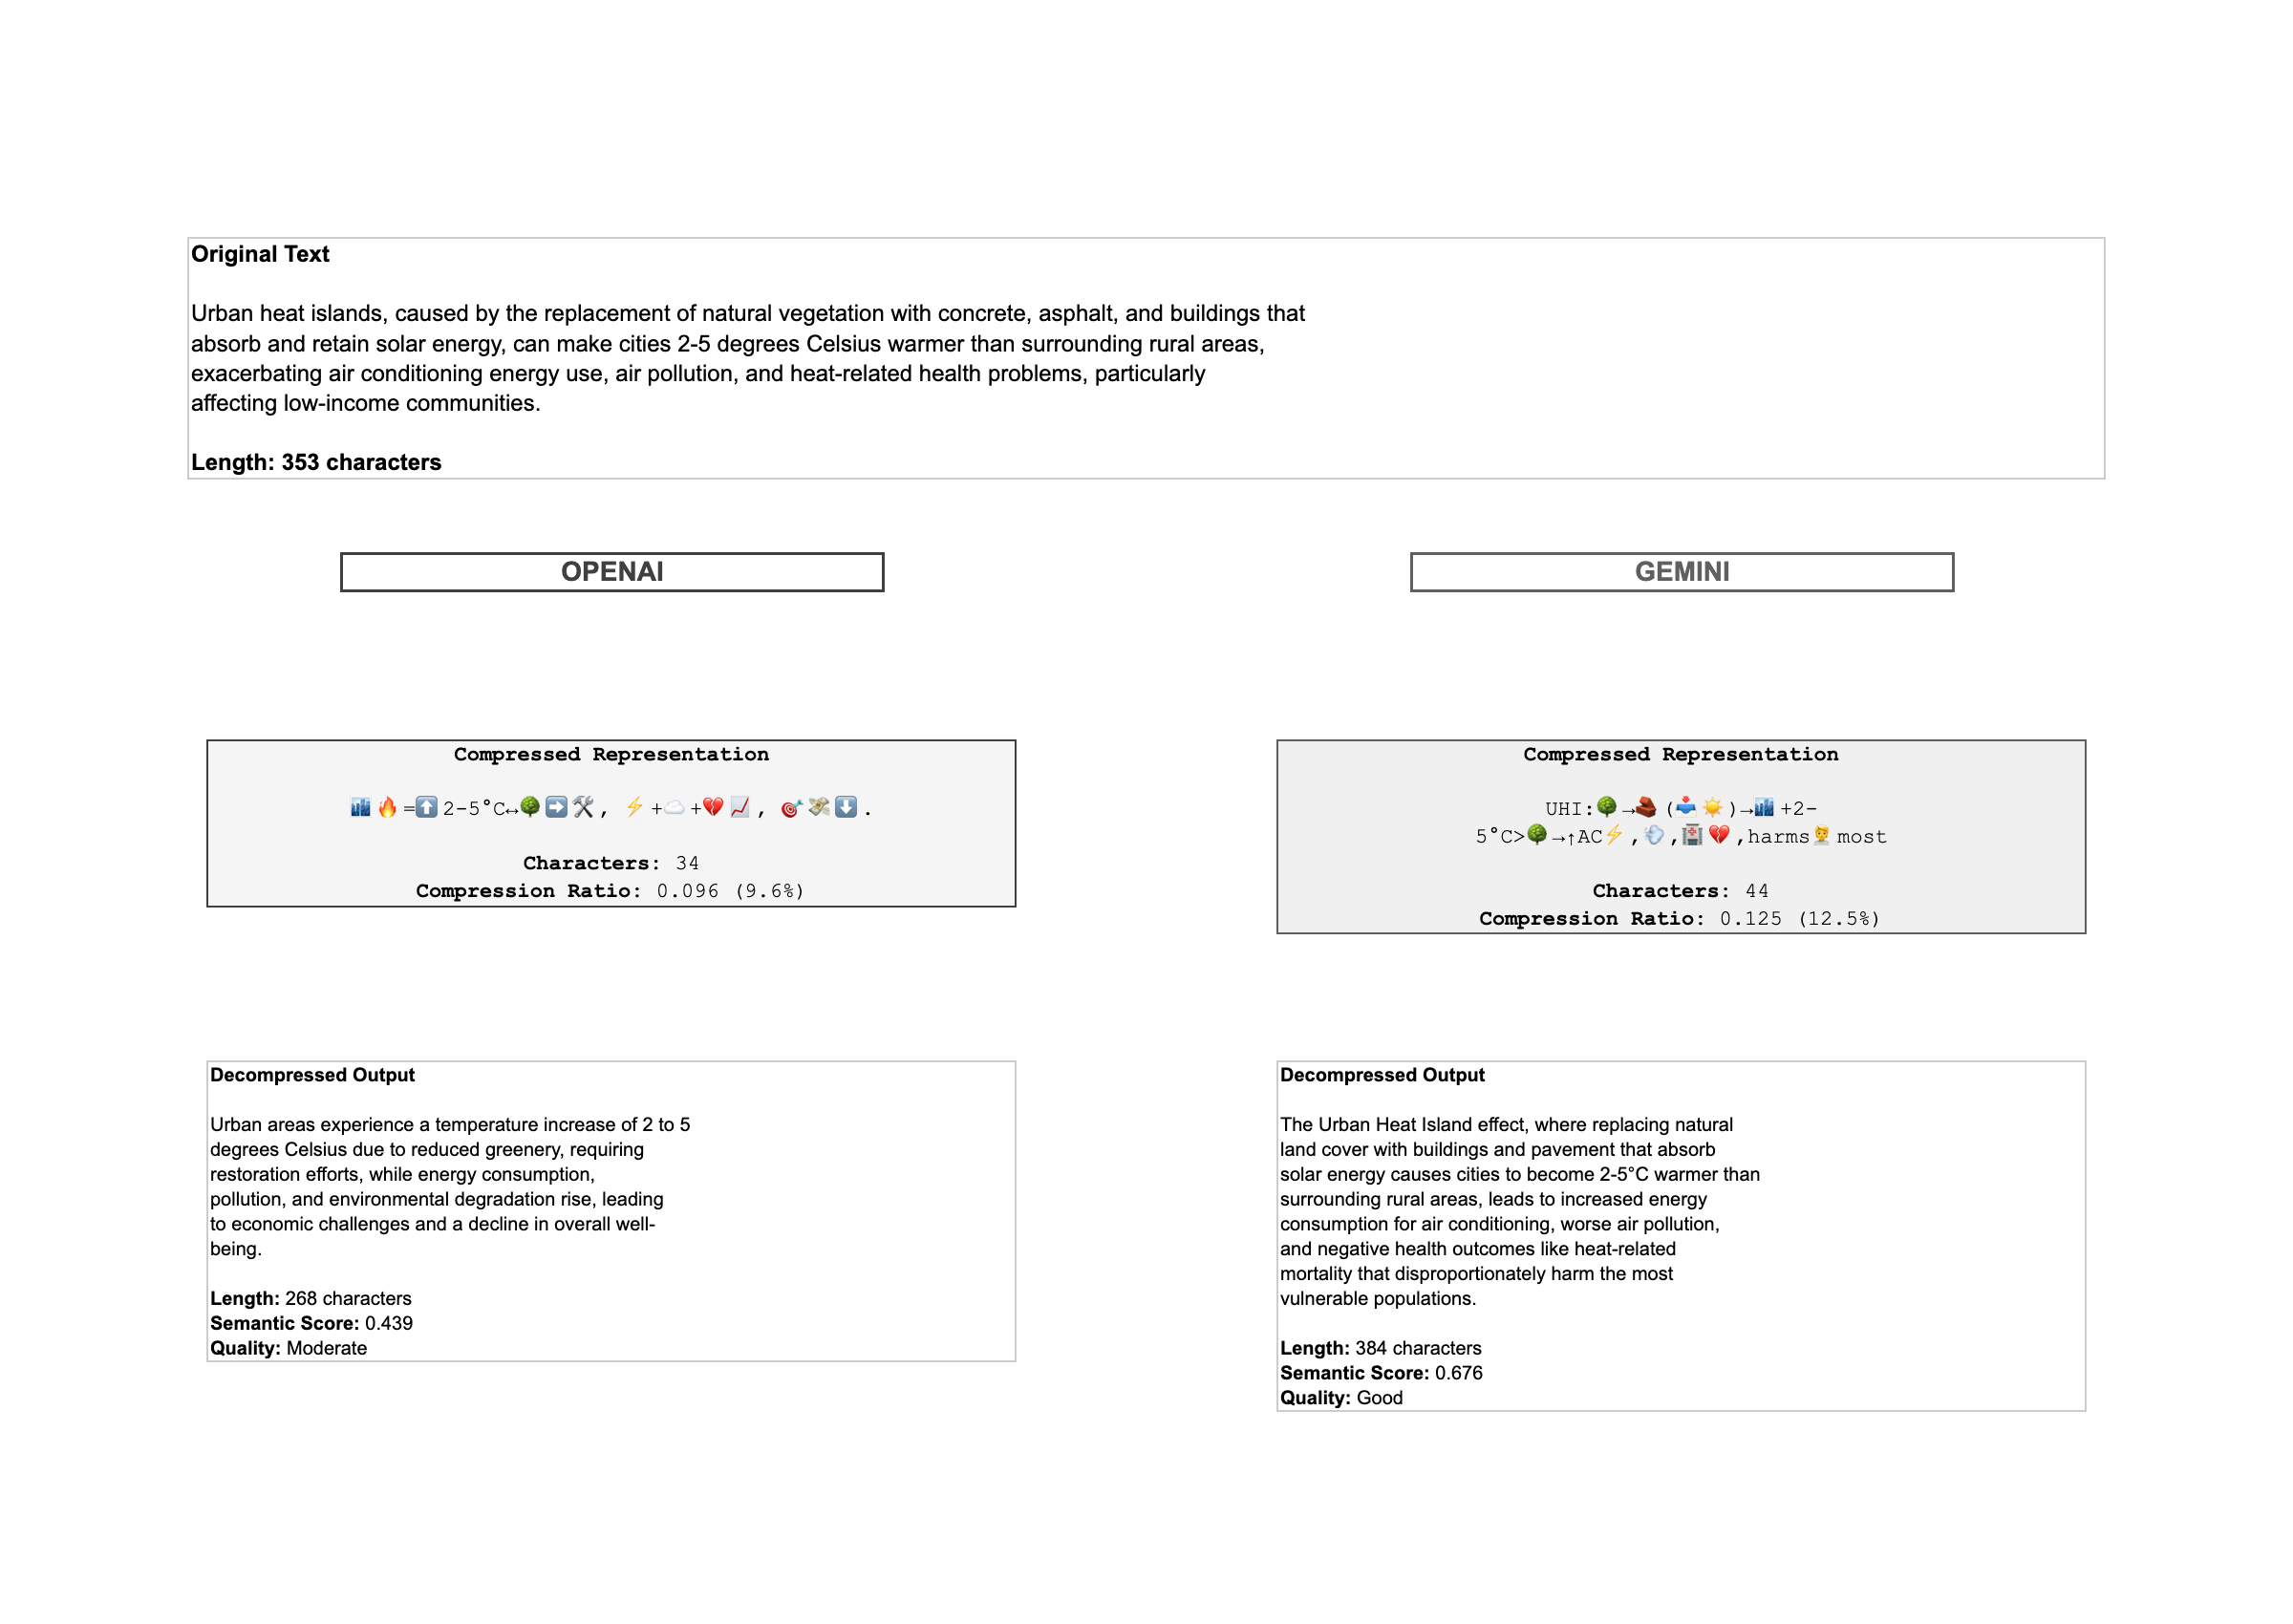 Original Text
Urban heat islands, caused by the replacement of natural vegetation with concrete, asphalt, and buildings that
absorb and retain solar energy, can make cities 2-5 degrees Celsius warmer than surrounding rural areas,
exacerbating air conditioning energy use, air pollution, and heat-related health problems, particularly
affecting low-income communities.
Length: 353 characters
OPENAI
Compressed Representation
🏙️🔥=⬆️2-5°C↔🌳➡️🛠️, ⚡+☁️+💔📈, 🎯💸⬇️.
Characters: 34
Compression Ratio: 0.096 (9.6%)
Decompressed Output
Urban areas experience a temperature increase of 2 to 5
degrees Celsius due to reduced greenery, requiring
restoration efforts, while energy consumption,
pollution, and environmental degradation rise, leading
to economic challenges and a decline in overall well-
being.
Length: 268 characters
Semantic Score: 0.439
Quality: Moderate
GEMINI
Compressed Representation
UHI:🌳→🧱(📥☀️)→🏙️+2-
5°C>🌳→↑AC⚡,💨,🏥💔,harms🧑‍🦳most
Characters: 44
Compression Ratio: 0.125 (12.5%)
Decompressed Output
The Urban Heat Island effect, where replacing natural
land cover with buildings and pavement that absorb
solar energy causes cities to become 2-5°C warmer than
surrounding rural areas, leads to increased energy
consumption for air conditioning, worse air pollution,
and negative health outcomes like heat-related
mortality that disproportionately harm the most
vulnerable populations.
Length: 384 characters
Semantic Score: 0.676
Quality: Good